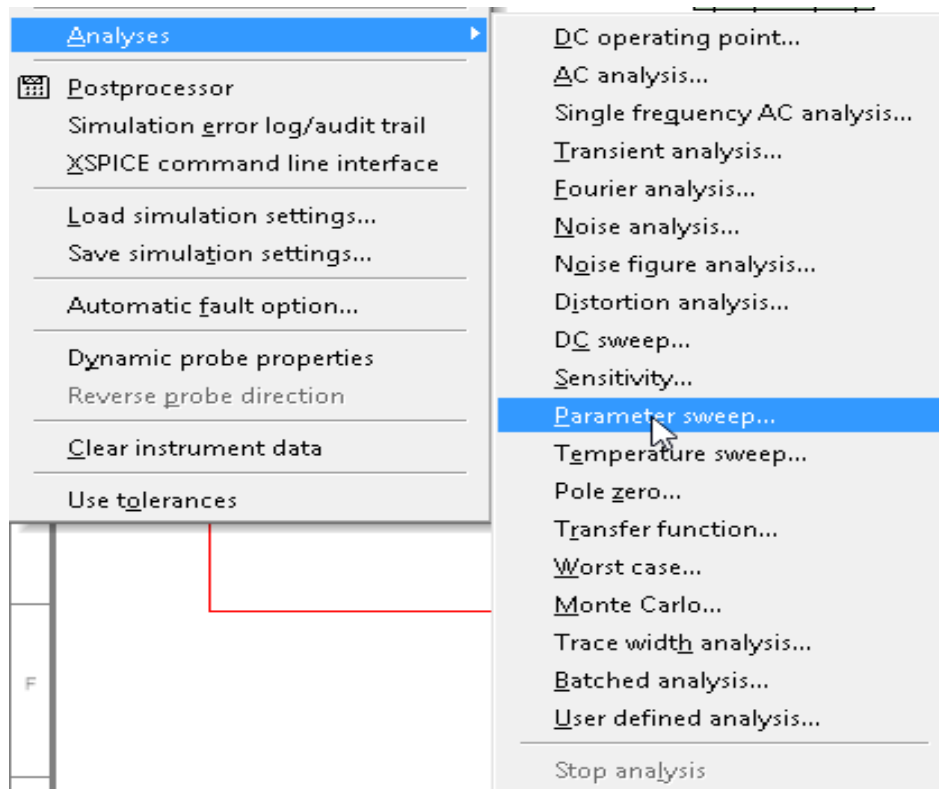 Analyses
Postprocessor
Simulation error log/audit trail
XSPICE command line interface
Load simulation settings...
Save simulation settings...
Automatic fault option...
Dynamic probe properties
Reverse probe direction
Clear instrument data
Use tolerances
F
DC operating point...
AC analysis...
Single frequency AC analysis...
Transient analysis...
Fourier analysis...
Noise analysis...
Noise figure analysis...
Distortion analysis...
DC sweep...
Sensitivity...
Parameter sweep...
Temperature sweep...
Pole zero...
Transfer function...
Worst case...
Monte Carlo...
Trace width analysis...
Batched analysis...
User defined analysis...
Stop analysis